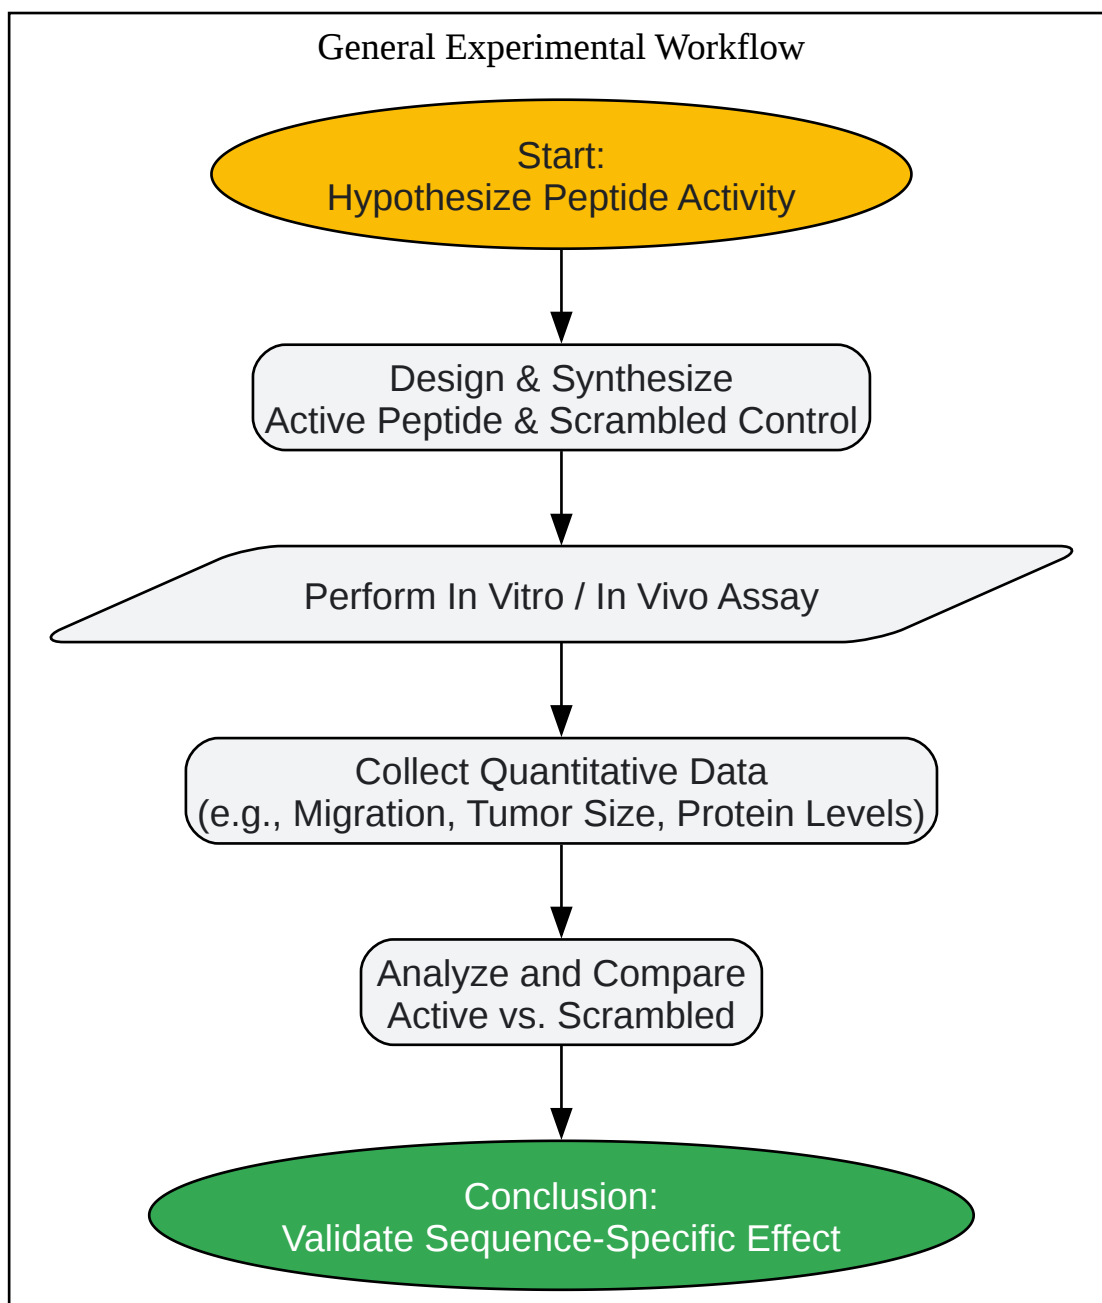 General Experimental Workflow
Start:
Hypothesize Peptide Activity
Design & Synthesize
Active Peptide & Scrambled Control
Perform In Vitro / In Vivo Assay
Collect Quantitative Data
(e.g., Migration, Tumor Size, Protein Levels)
Analyze and Compare
Active vs. Scrambled
Conclusion:
Validate Sequence-Specific Effect